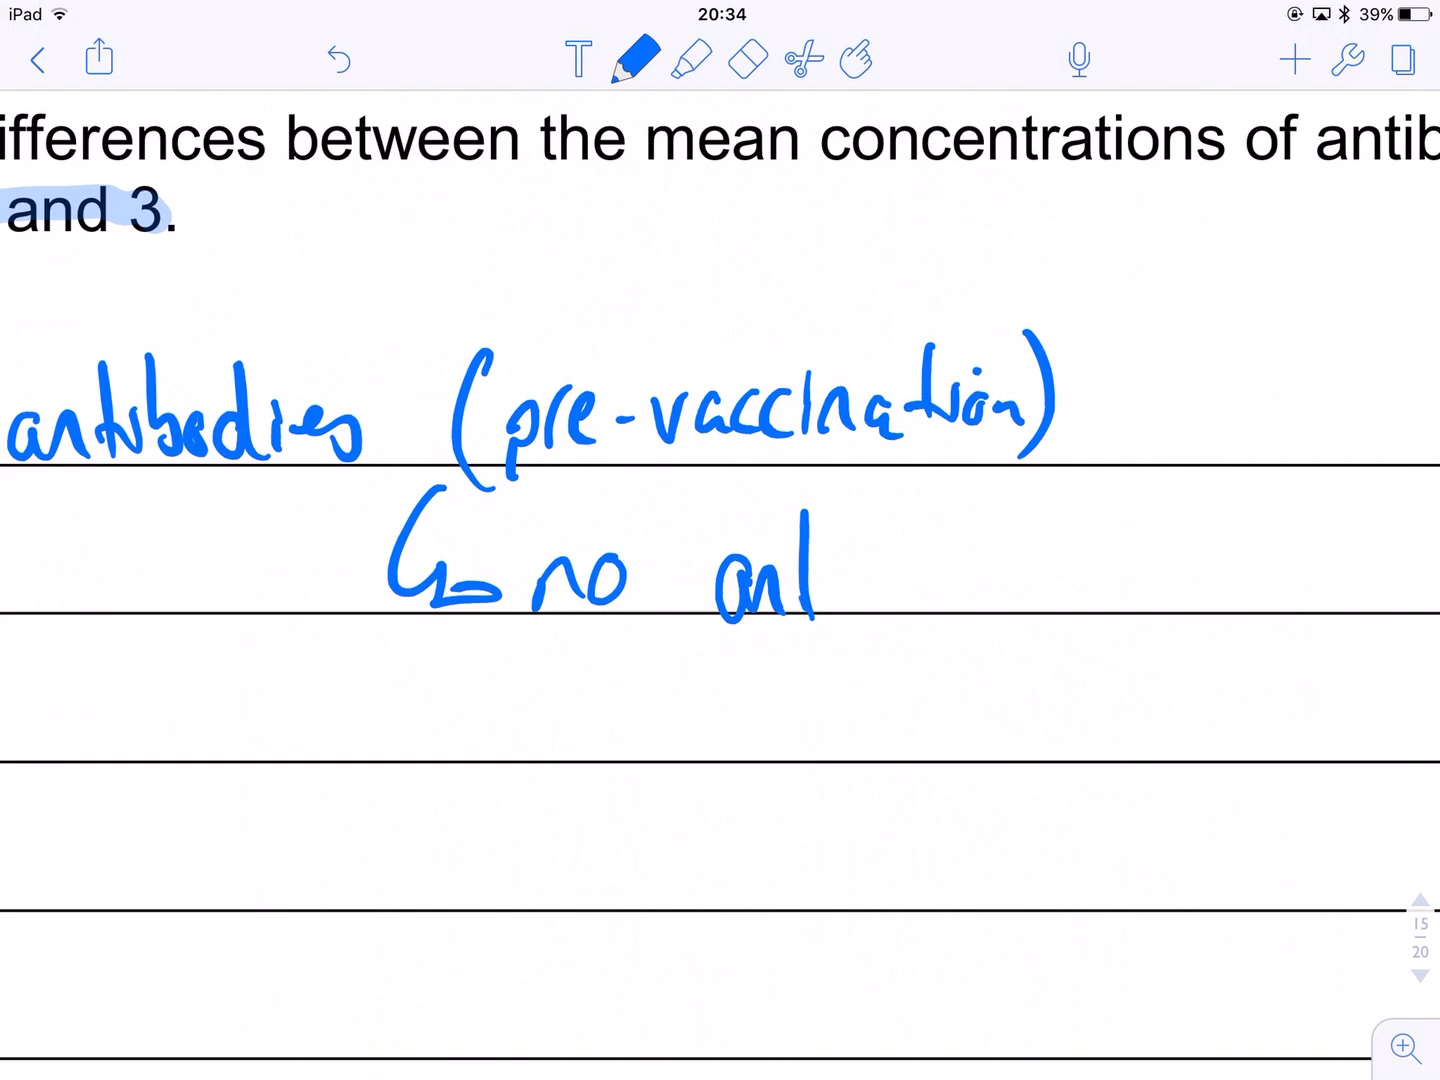 iPad 20:34 39%
ifferences between the mean concentrations of antib
and 3.
antibodies (pre-vaccination)
no ant
15
20